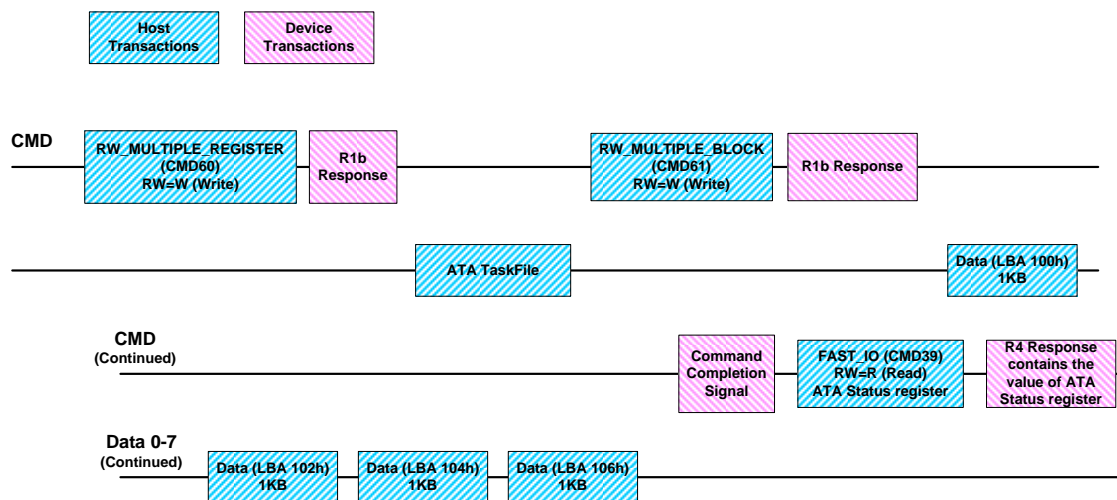 Host
Transactions
Device
Transactions
CMD
RW_MULTIPLE_REGISTER
(CMD60)
RW=W (Write)
R1b
Response
RW_MULTIPLE_BLOCK
(CMD61)
RW=W (Write)
R1b Response
ATA TaskFile
Data (LBA 100h)
1KB
CMD
(Continued)
Command
Completion
Signal
FAST_IO (CMD39)
RW=R (Read)
ATA Status register
R4 Response
contains the
value of ATA
Status register
Data 0-7
(Continued)
Data (LBA 102h)
1KB
Data (LBA 104h)
1KB
Data (LBA 106h)
1KB